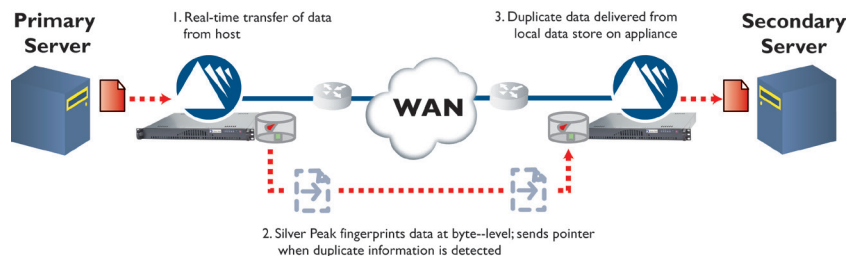 Primary
Server
1. Real-time transfer of data
from host
3. Duplicate data delivered from
local data store on appliance
Secondary
Server
WAN
2. Silver Peak fingerprints data at byte--level; sends pointer
when duplicate information is detected